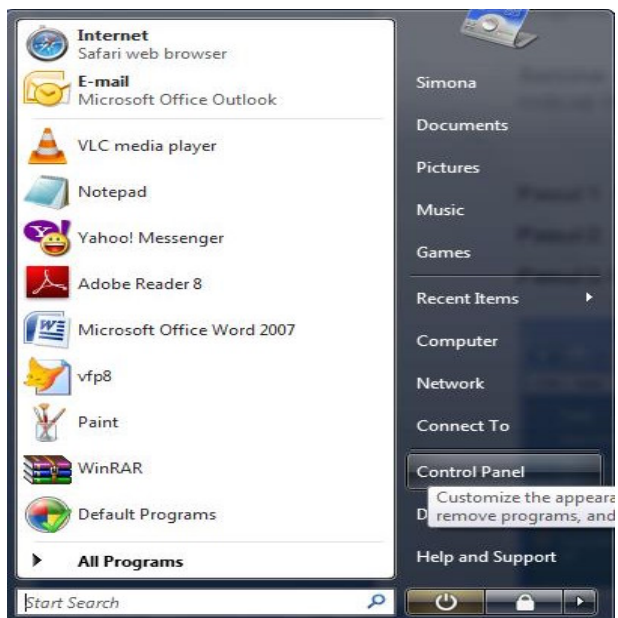 Internet
Safari web browser
E-mail
Microsoft Office Outlook
VLC media player
Notepad
Yahoo! Messenger
Adobe Reader 8
Microsoft Office Word 2007
vfp8
Paint
WinRAR
Default Programs
All Programs
Start Search
Simona
Documents
Pictures
Music
Games
Recent Items
Computer
Network
Connect To
Control Panel
Customize the appeara
remove programs, and
D
Help and Support